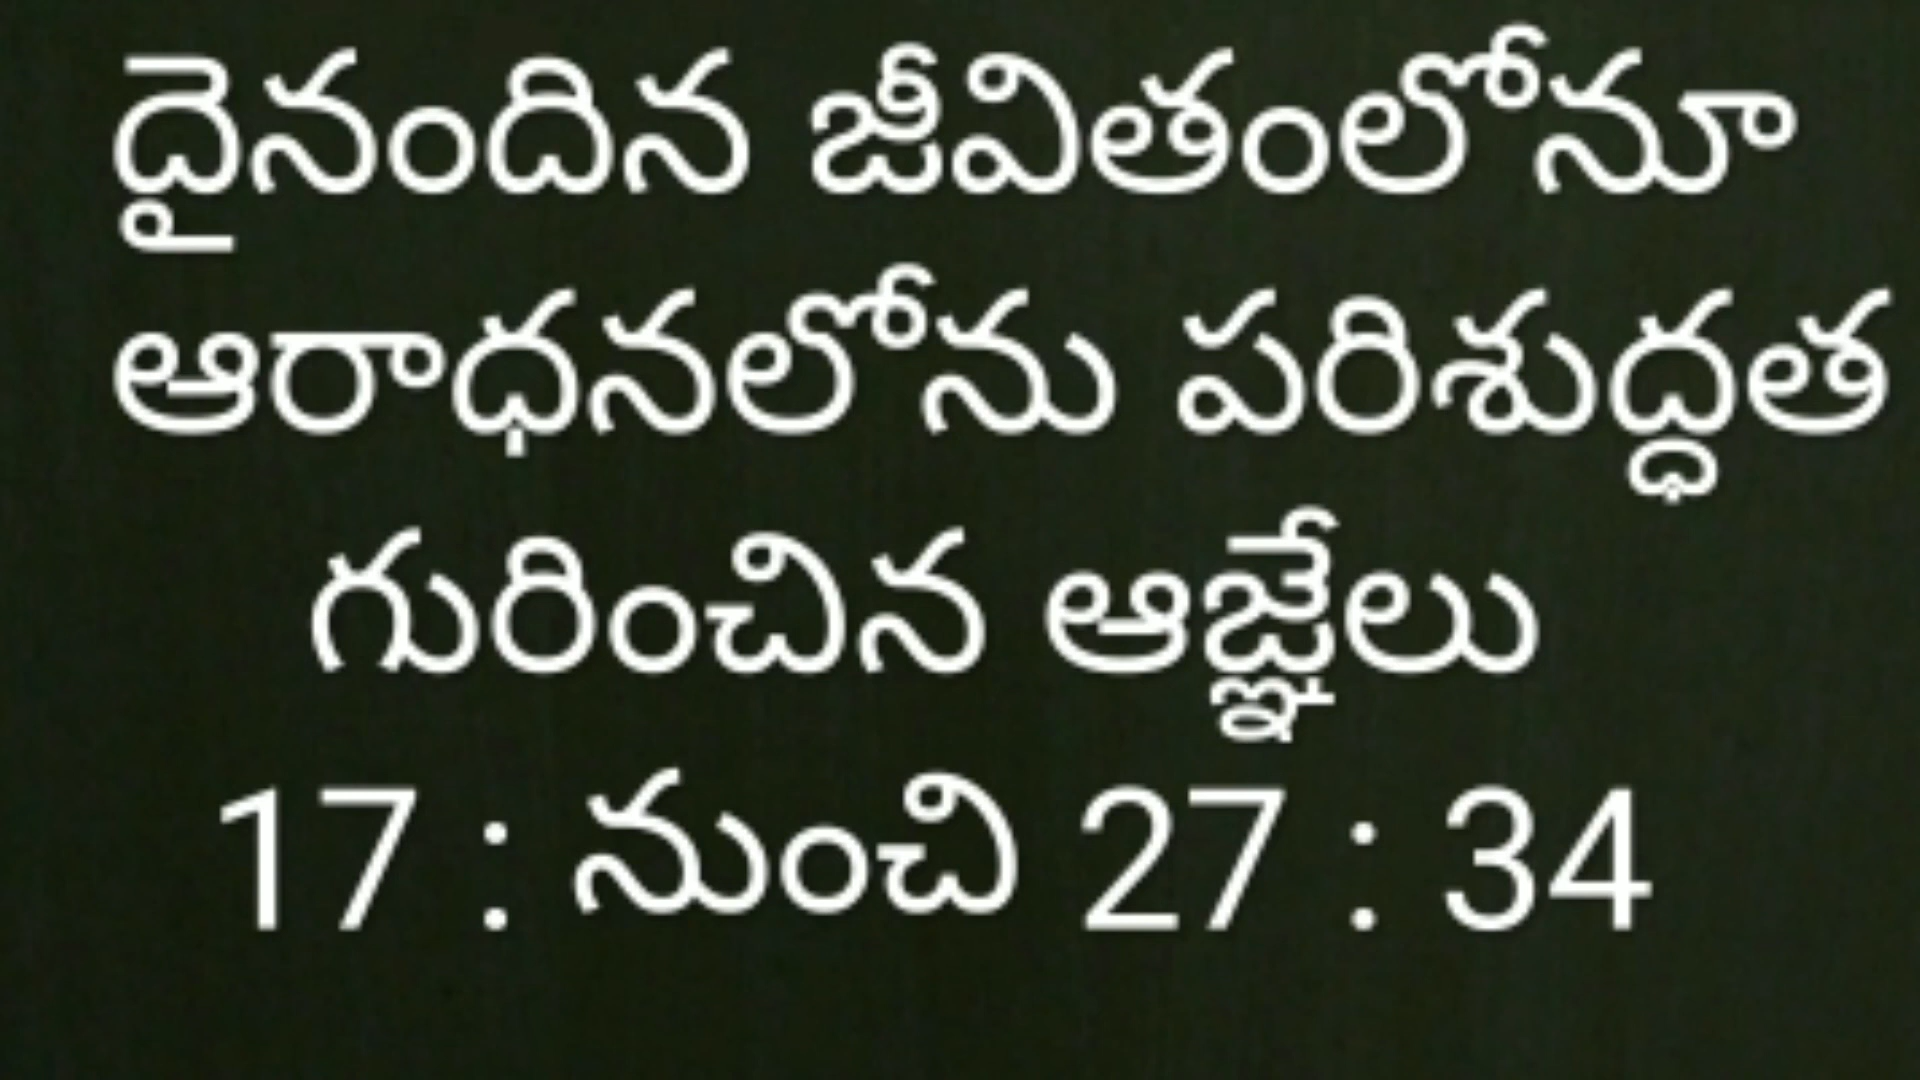 దైనందిన జీవితంలోనూ
ఆరాధనలోను పరిశుద్ధత
గురించిన ఆజ్ఞేలు
17 : నుంచి 27 : 34